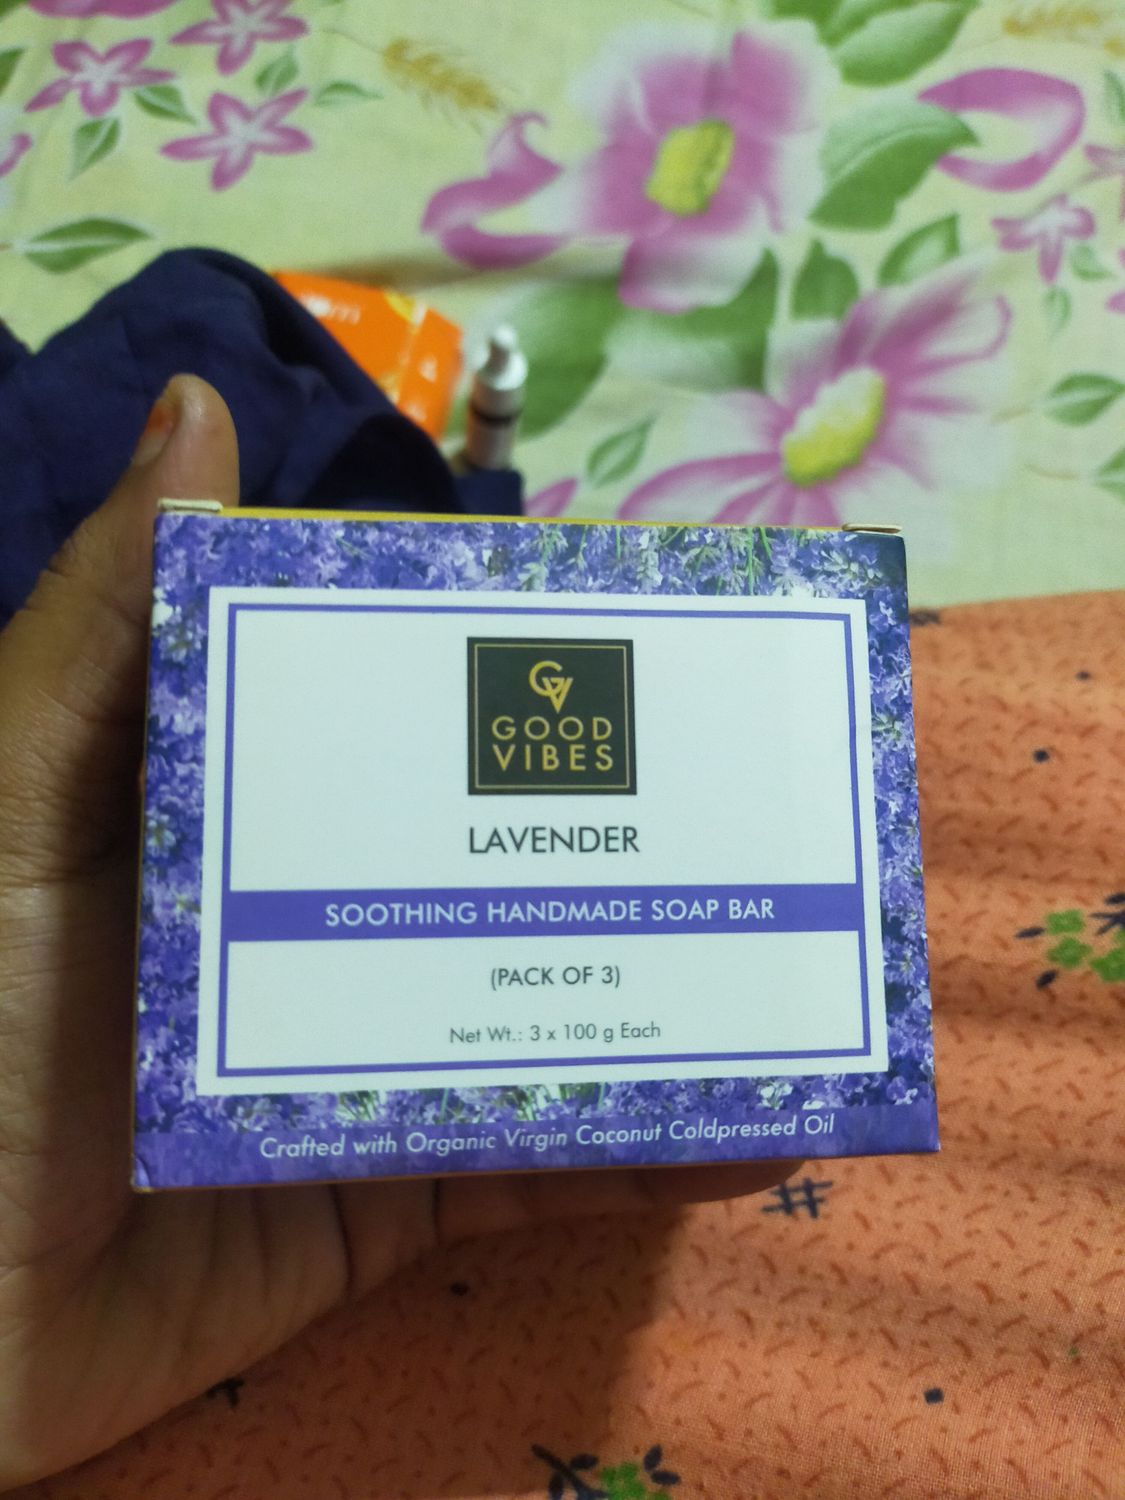 GV
GOOD
VIBES
LAVENDER
SOOTHING HANDMADE SOAP BAR
(PACK OF 3)
Net Wt.: 3 x 100 g Each
Crafted with Organic Virgin Coconut Coldpressed Oil